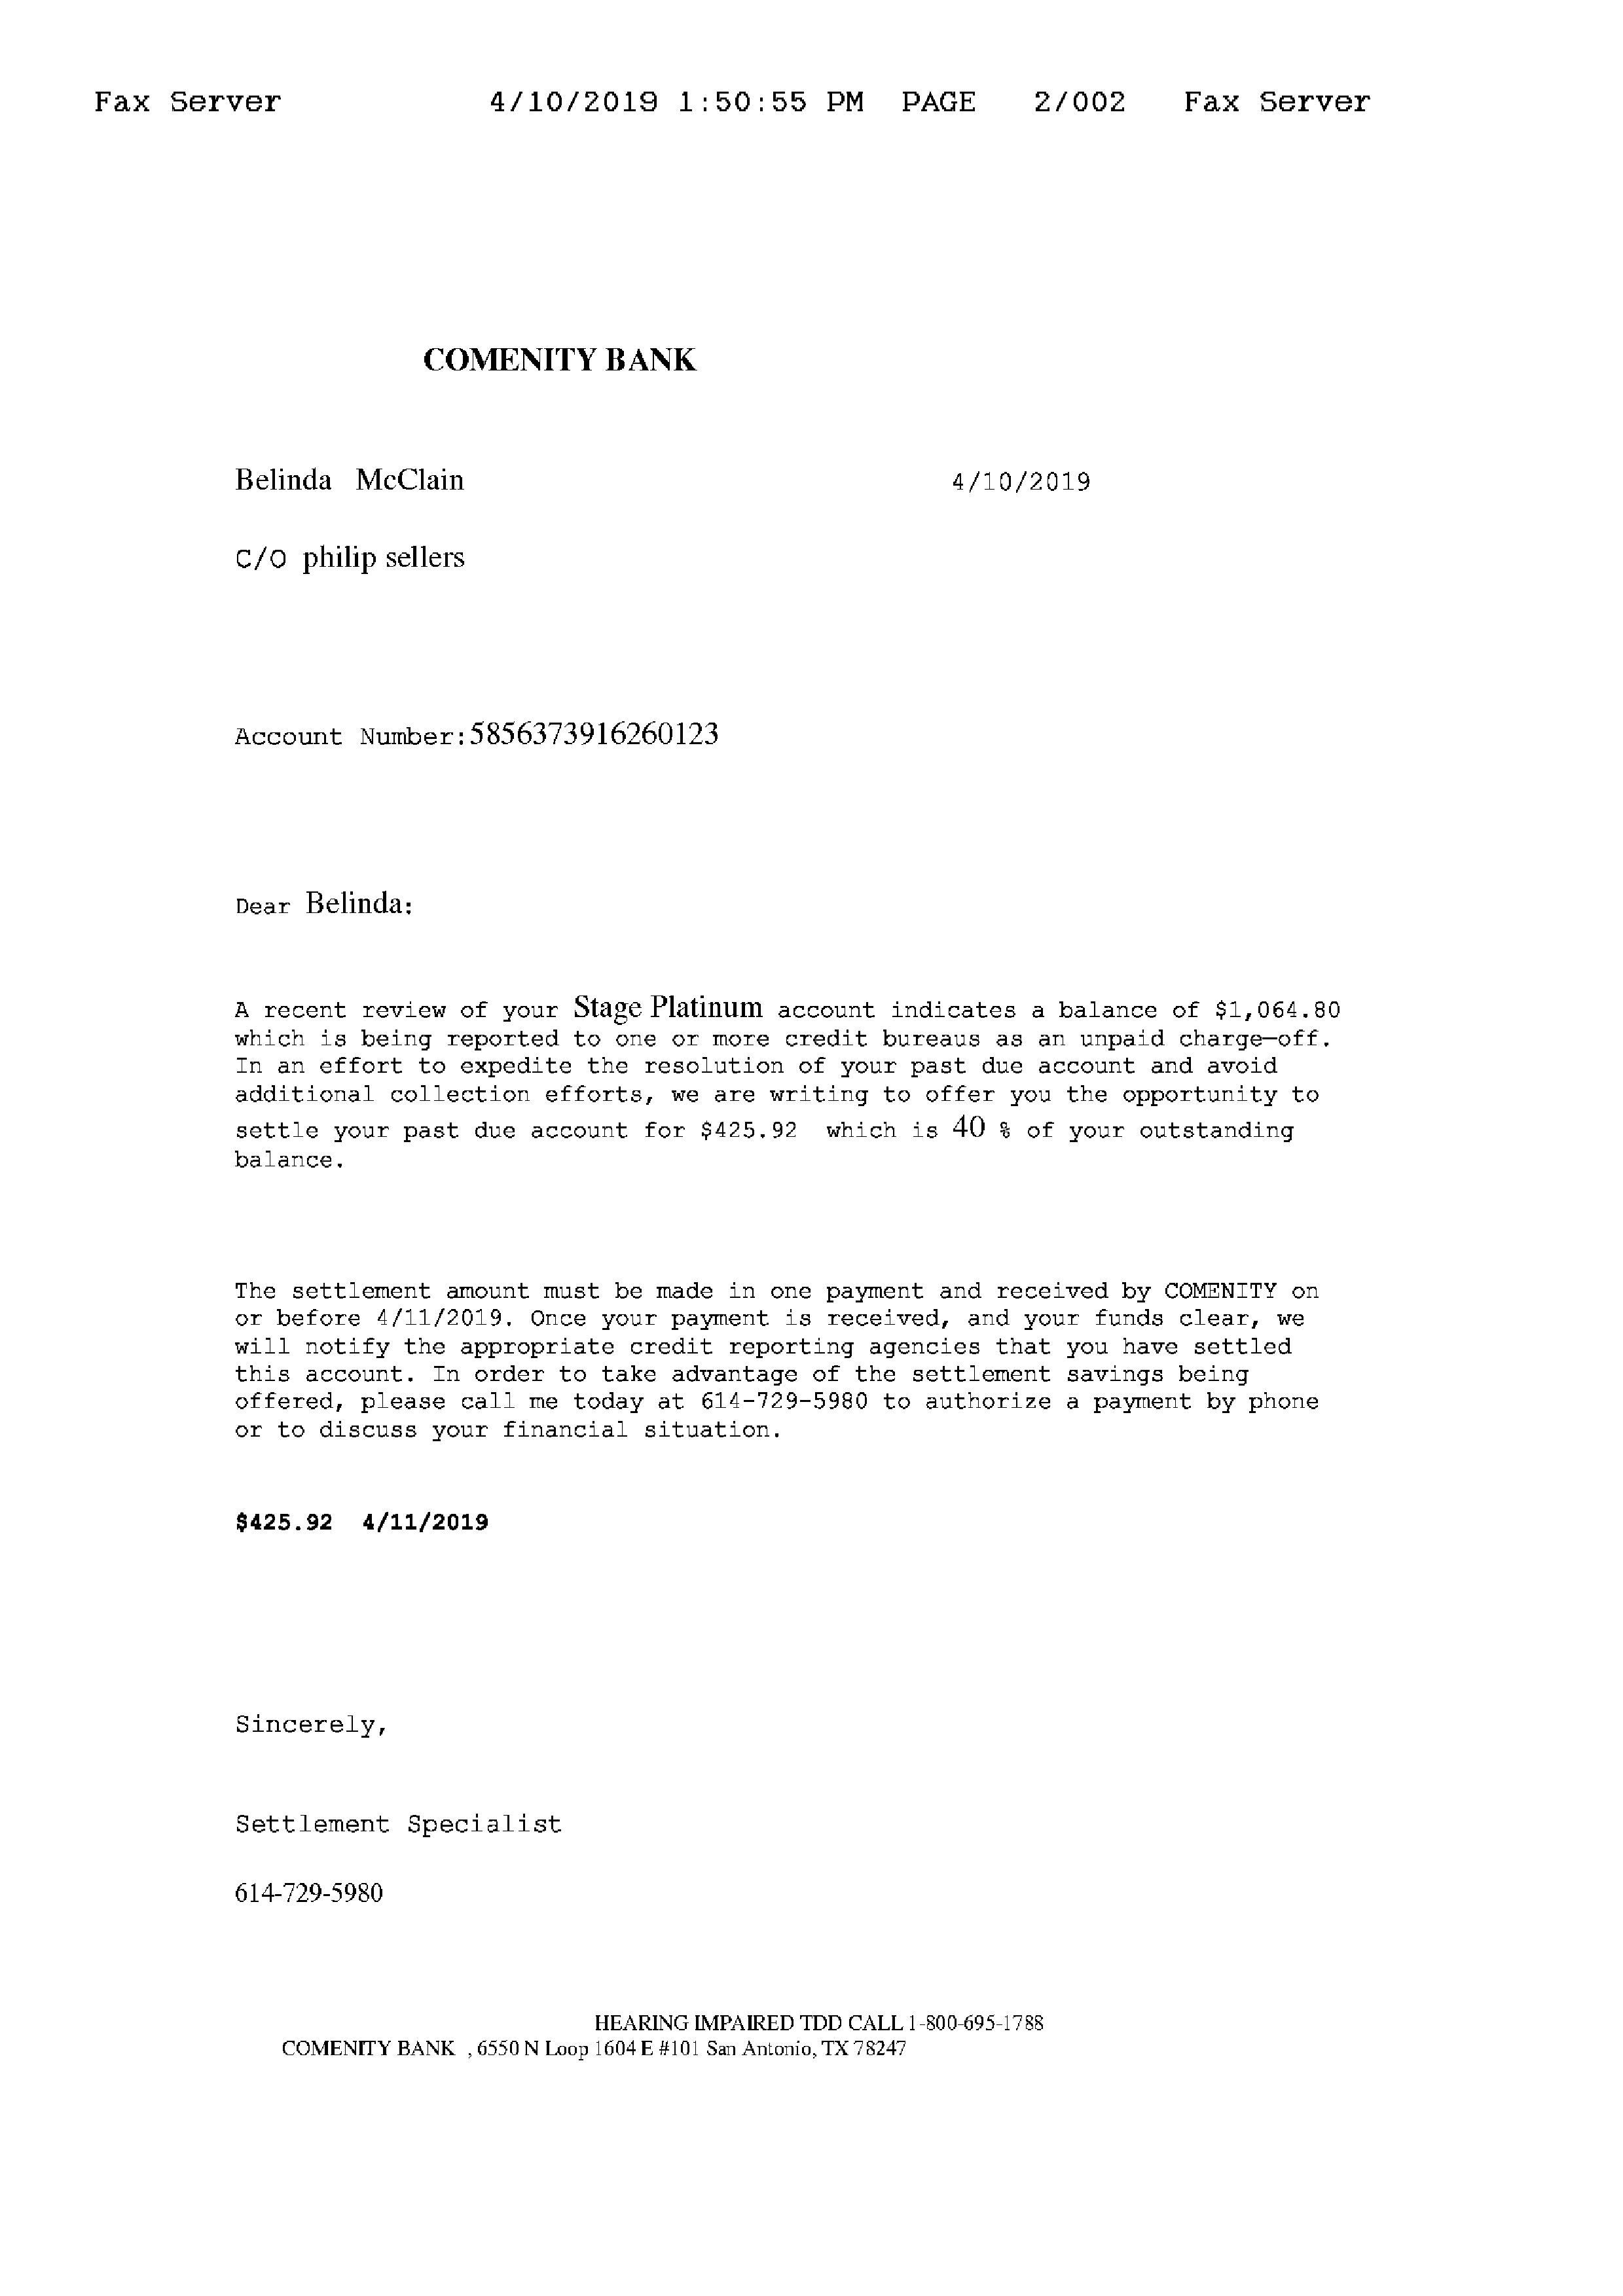 Fax Server 4/10/2019 1:50:55 PM PAGE 2/002 Fax Server
COMENITY BANK
Belinda McClain 4/10/2019
C/O philip sellers
Account Number:5856373916260123
Dear Belinda:
A recent review of your Stage Platinum account indicates a balance of $1,064.80
which is being reported to one or more credit bureaus as an unpaid charge-off.
In an effort to expedite the resolution of your past due account and avoid
additional collection efforts, we are writing to offer you the opportunity to
settle your past due account for $425.92 which is 40 % of your outstanding
balance.
The settlement amount must be made in one payment and received by COMENITY on
or before 4/11/2019. Once your payment is received, and your funds clear, we
will notify the appropriate credit reporting agencies that you have settled
this account. In order to take advantage of the settlement savings being
offered, please call me today at 614-729-5980 to authorize a payment by phone
or to discuss your financial situation.
$425.92 4/11/2019
Sincerely,
Settlement Specialist
614-729-5980
HEARING IMPAIRED TDD CALL 1-800-695-1788
COMENITY BANK , 6550 N Loop 1604 E #101 San Antonio, TX 78247